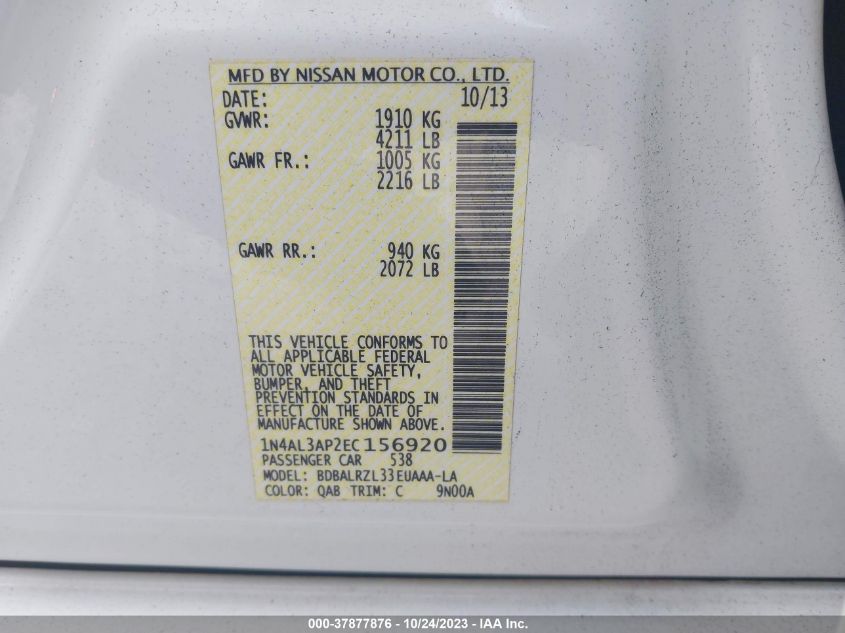 MFD BY NISSAN MOTOR CO., LTD.
DATE: 10/13
GVWR: 1910 KG
4211 LB
GAWR FR.: 1005 KG
2216 LB
GAWR RR.: 940 KG
2072 LB
THIS VEHICLE CONFORMS TO
ALL APPLICABLE FEDERAL
MOTOR VEHICLE SAFETY,
BUMPER, AND THEFT
PREVENTION STANDARDS IN
EFFECT ON THE DATE OF
MANUFACTURE SHOWN ABOVE.
1N4AL3AP2EC156920
PASSENGER CAR 538
MODEL: BDBALRZL33EUAAA-LA
COLOR: QAB TRIM: C 9N00A
000-37877876 - 10/24/2023 - IAA Inc.